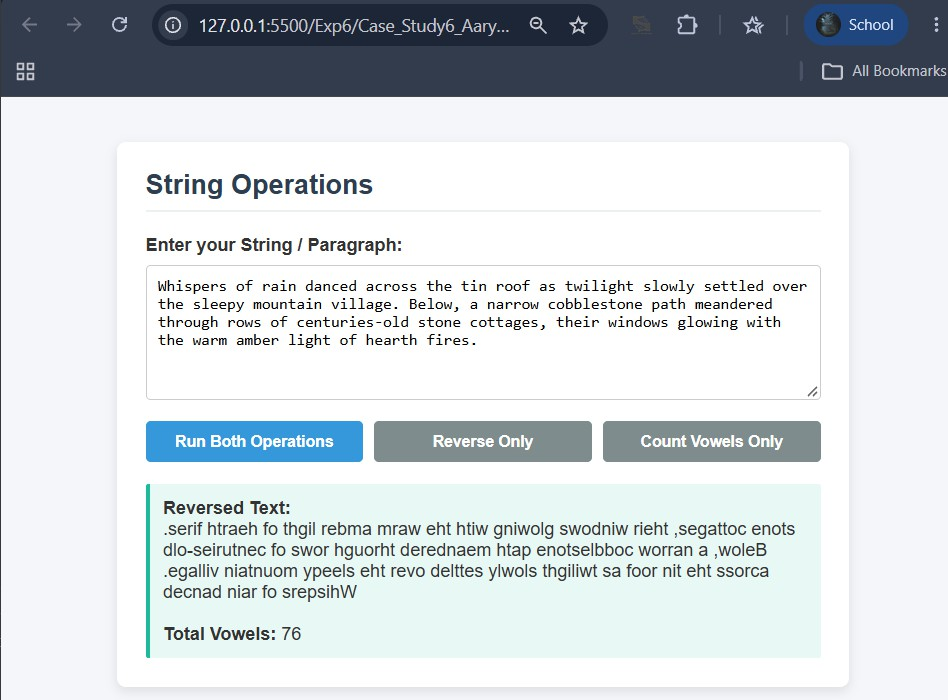 127.0.0.1:5500/Exp6/Case_Study6_Aary...
School
All Bookmarks
String Operations
Enter your String / Paragraph:
Whispers of rain danced across the tin roof as twilight slowly settled over
the sleepy mountain village. Below, a narrow cobblestone path meandered
through rows of centuries-old stone cottages, their windows glowing with
the warm amber light of hearth fires.
Run Both Operations
Reverse Only
Count Vowels Only
Reversed Text:
.serif htraeh fo thgil rebma mraw eht htiw gniwolg swodniw rieht ,segattoc enots
dlo-seirutnec fo swor hguorht derednaem htap enotselbboc worran a ,woleB
.egalliv niatnuom ypeels eht revo delttes ylwols thgiliwt sa foor nit eht ssorca
decnad niar fo srepsihW
Total Vowels: 76